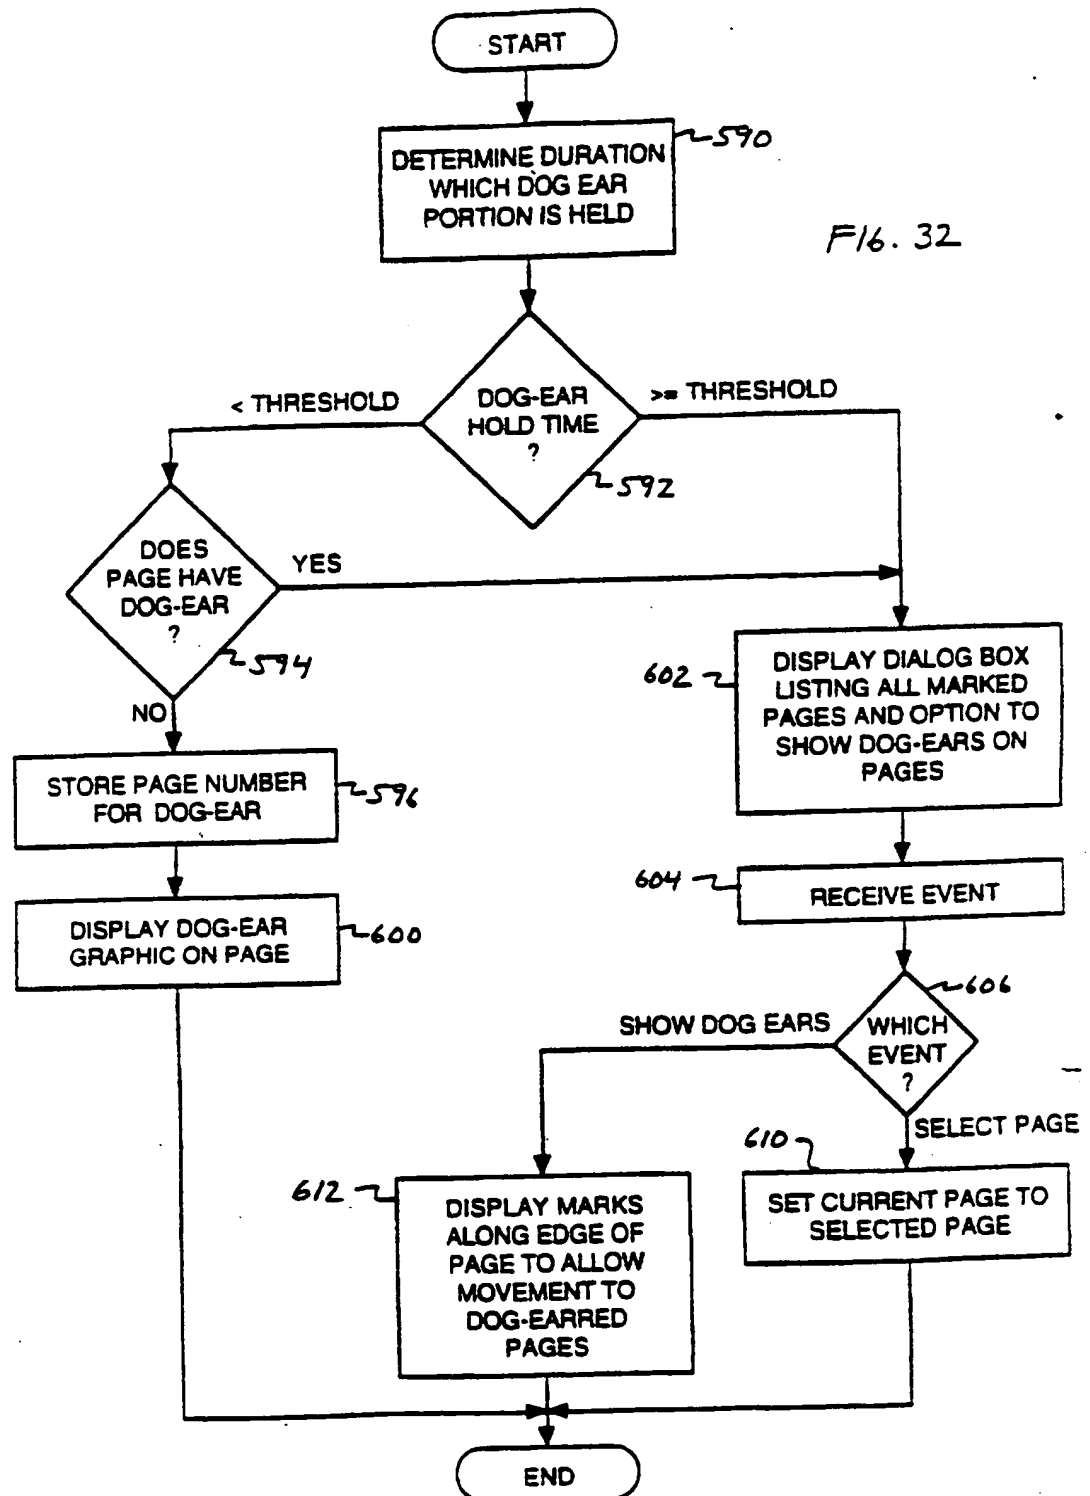 START
590
DETERMINE DURATION
WHICH DOG EAR
PORTION IS HELD
FIG. 32
< THRESHOLD
DOG-EAR
HOLD TIME
?
>= THRESHOLD
592
DOES
PAGE HAVE
DOG-EAR
?
YES
594
NO
602
DISPLAY DIALOG BOX
LISTING ALL MARKED
PAGES AND OPTION TO
SHOW DOG-EARS ON
PAGES
STORE PAGE NUMBER
FOR DOG-EAR
596
604
RECEIVE EVENT
DISPLAY DOG-EAR
GRAPHIC ON PAGE
600
606
SHOW DOG EARS
WHICH
EVENT
?
SELECT PAGE
610
612
DISPLAY MARKS
ALONG EDGE OF
PAGE TO ALLOW
MOVEMENT TO
DOG-EARRED
PAGES
SET CURRENT PAGE TO
SELECTED PAGE
END